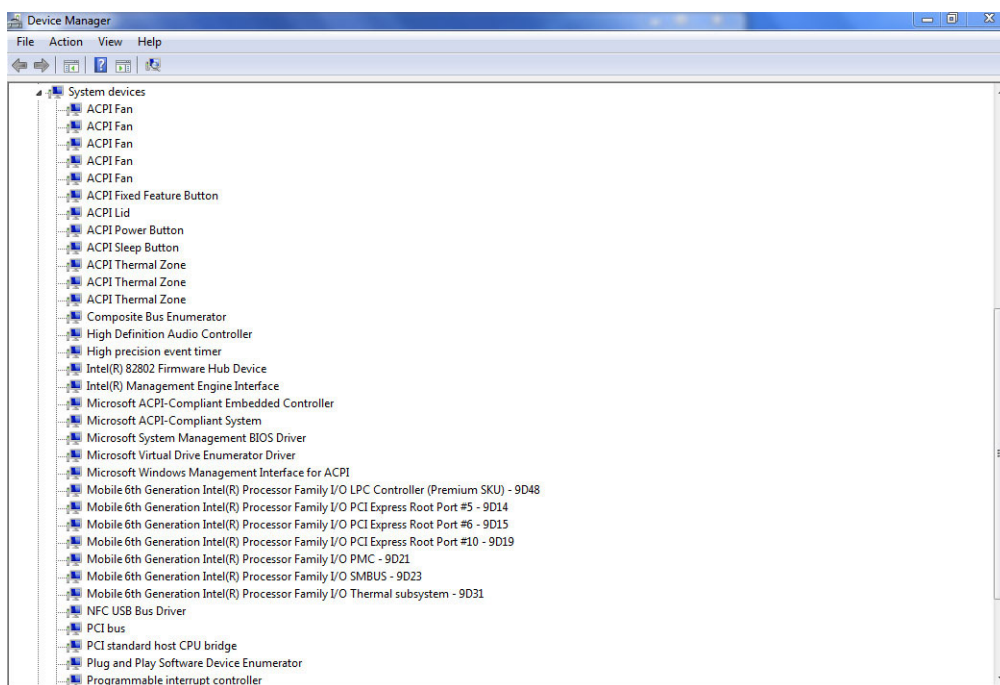 Device Manager
File Action View Help
System devices
ACPI Fan
ACPI Fan
ACPI Fan
ACPI Fan
ACPI Fan
ACPI Fixed Feature Button
ACPI Lid
ACPI Power Button
ACPI Sleep Button
ACPI Thermal Zone
ACPI Thermal Zone
ACPI Thermal Zone
Composite Bus Enumerator
High Definition Audio Controller
High precision event timer
Intel(R) 82802 Firmware Hub Device
Intel(R) Management Engine Interface
Microsoft ACPI-Compliant Embedded Controller
Microsoft ACPI-Compliant System
Microsoft System Management BIOS Driver
Microsoft Virtual Drive Enumerator Driver
Microsoft Windows Management Interface for ACPI
Mobile 6th Generation Intel(R) Processor Family I/O LPC Controller (Premium SKU) - 9D48
Mobile 6th Generation Intel(R) Processor Family I/O PCI Express Root Port #5 - 9D14
Mobile 6th Generation Intel(R) Processor Family I/O PCI Express Root Port #6 - 9D15
Mobile 6th Generation Intel(R) Processor Family I/O PCI Express Root Port #10 - 9D19
Mobile 6th Generation Intel(R) Processor Family I/O PMC - 9D21
Mobile 6th Generation Intel(R) Processor Family I/O SMBUS - 9D23
Mobile 6th Generation Intel(R) Processor Family I/O Thermal subsystem - 9D31
NFC USB Bus Driver
PCI bus
PCI standard host CPU bridge
Plug and Play Software Device Enumerator
Programmable interrupt controller